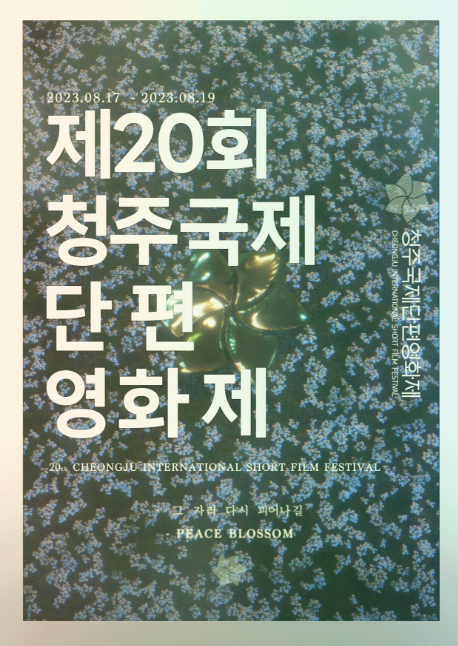 2023.08.17 - 2023.08.19
제20회
청주국제
단편
영화제
20th CHEONGJU INTERNATIONAL SHORT FILM FESTIVAL
그 자리 다시 피어나길
- PEACE BLOSSOM
청주국제단편영화제
CHEONGJU INTERNATIONAL SHORT FILM FESTIVAL